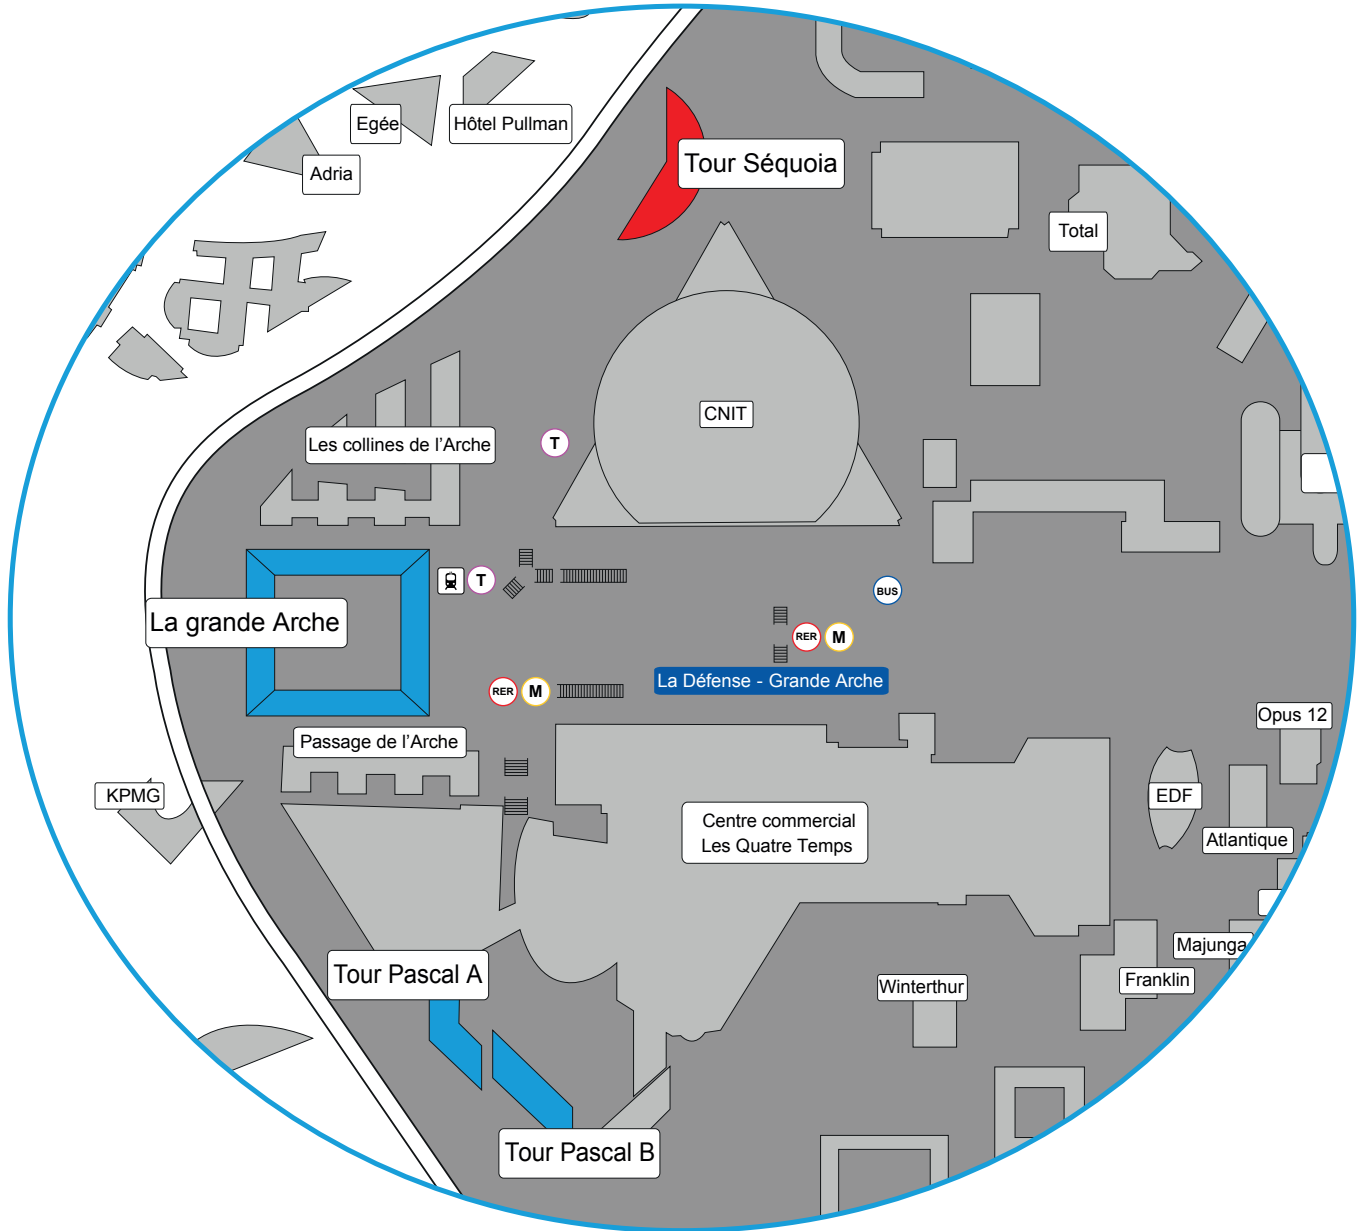 Egée
Hôtel Pullman
Adria
Tour Séquoia
Total
CNIT
Les collines de l’Arche
T
T
BUS
La grande Arche
RER
M
La Défense - Grande Arche
RER
M
Opus 12
Passage de l’Arche
KPMG
EDF
Centre commercial
Les Quatre Temps
Atlantique
Majunga
Tour Pascal A
Franklin
Winterthur
Tour Pascal B